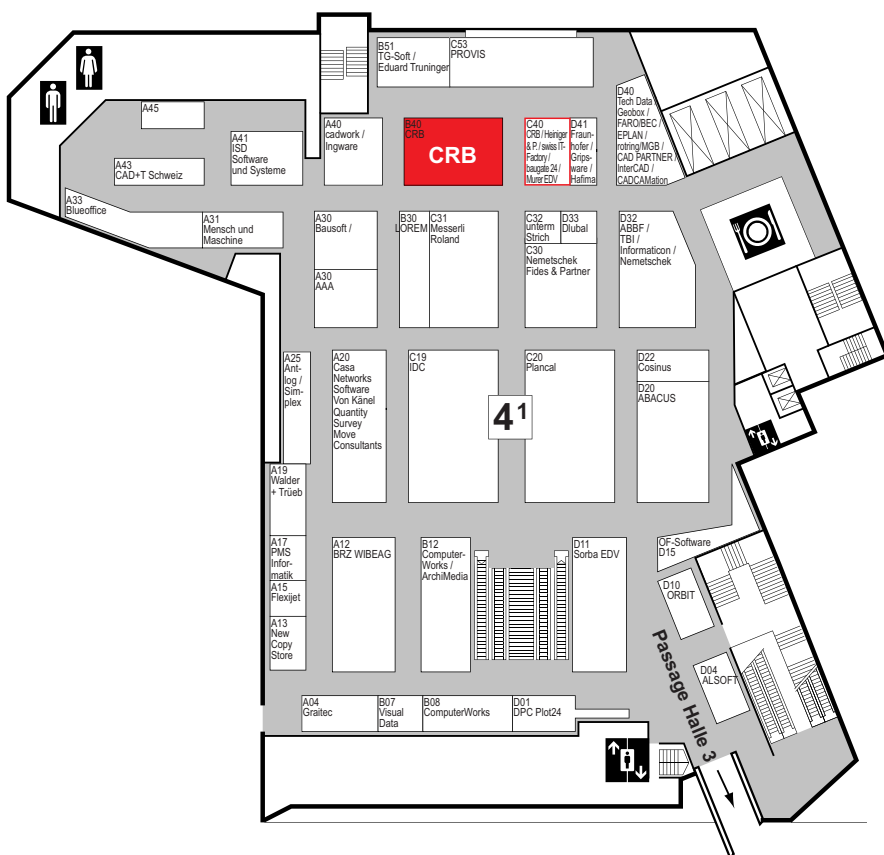 B51
TG-Soft /
Eduard Truninger
C53
PROVIS
D40
Tech Data /
Geobox /
FARO/BEC /
EPLAN /
rotring/MGB /
CAD PARTNER /
InterCAD /
CADCAMation
A45
A41
ISD
Software
und Systeme
A40
cadwork /
Ingware
B40
CRB
CRB
C40
CRB / Heiniger
& P. / swiss IT-
Factory /
baugate 24 /
Murer EDV
D41
Fraun-
hofer /
Grips-
ware /
Hafima
A43
CAD+T Schweiz
A33
Blueoffice
A31
Mensch und
Maschine
A30
Bausoft /
A30
AAA
B30
LOREM
C31
Messerli
Roland
C32
unterm
Strich
D33
Dlubal
C30
Nemetschek
Fides & Partner
D32
ABBF /
TBI /
Informaticon /
Nemetschek
A25
Ant-
log /
Sim-
plex
A20
Casa
Networks
Software
Von Känel
Quantity
Survey
Move
Consultants
C19
IDC
C20
Plancal
D22
Cosinus
D20
ABACUS
4 1
A19
Walder
+ Trüeb
A17
PMS
Infor-
matik
A15
Flexijet
A13
New
Copy
Store
A12
BRZ WIBEAG
B12
Computer-
Works /
ArchiMedia
D11
Sorba EDV
OF-Software
D15
D10
ORBIT
D04
ALSOFT
Passage Halle 3
A04
Graitec
B07
Visual
Data
B08
ComputerWorks
D01
DPC Plot24